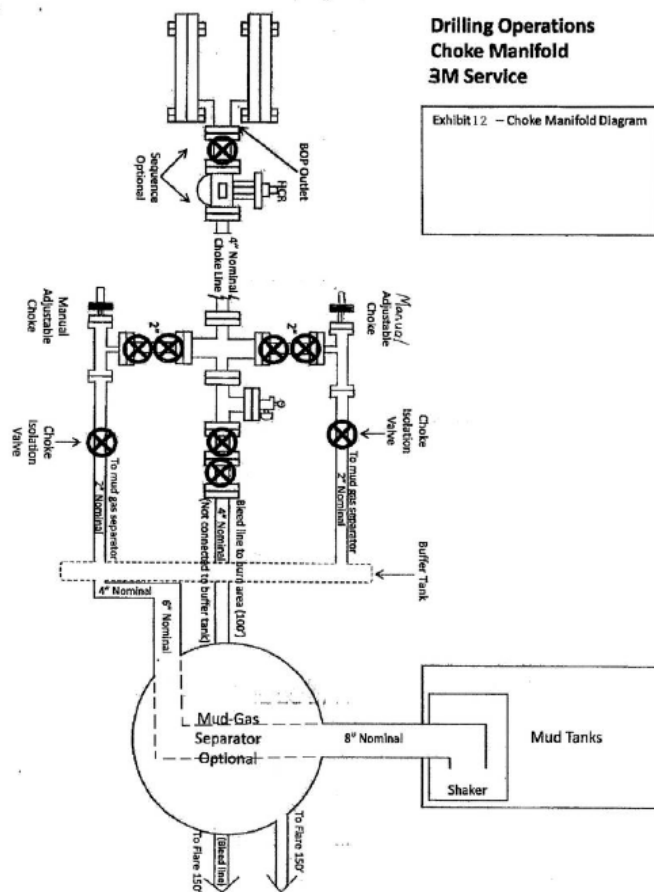 Drilling Operations
Choke Manifold
3M Service
Exhibit 12 – Choke Manifold Diagram
Sequence
Optional
BOP Outlet
HCR
4" Nominal
Choke Line
Manual
Adjustable
Choke
2"
2"
Manual
Adjustable
Choke
Choke
Isolation
Valve
Choke
Isolation
Valve
To mud gas separator
2" Nominal
Bleed line to burn area (100')
4" Nominal
(Not connected to buffer tank)
To mud gas separator
2" Nominal
Buffer
Tank
4" Nominal
6" Nominal
Mud-Gas
Separator
Optional
8" Nominal
Mud Tanks
Shaker
To Flare 150'
(Bleed line)
To Flare 150'